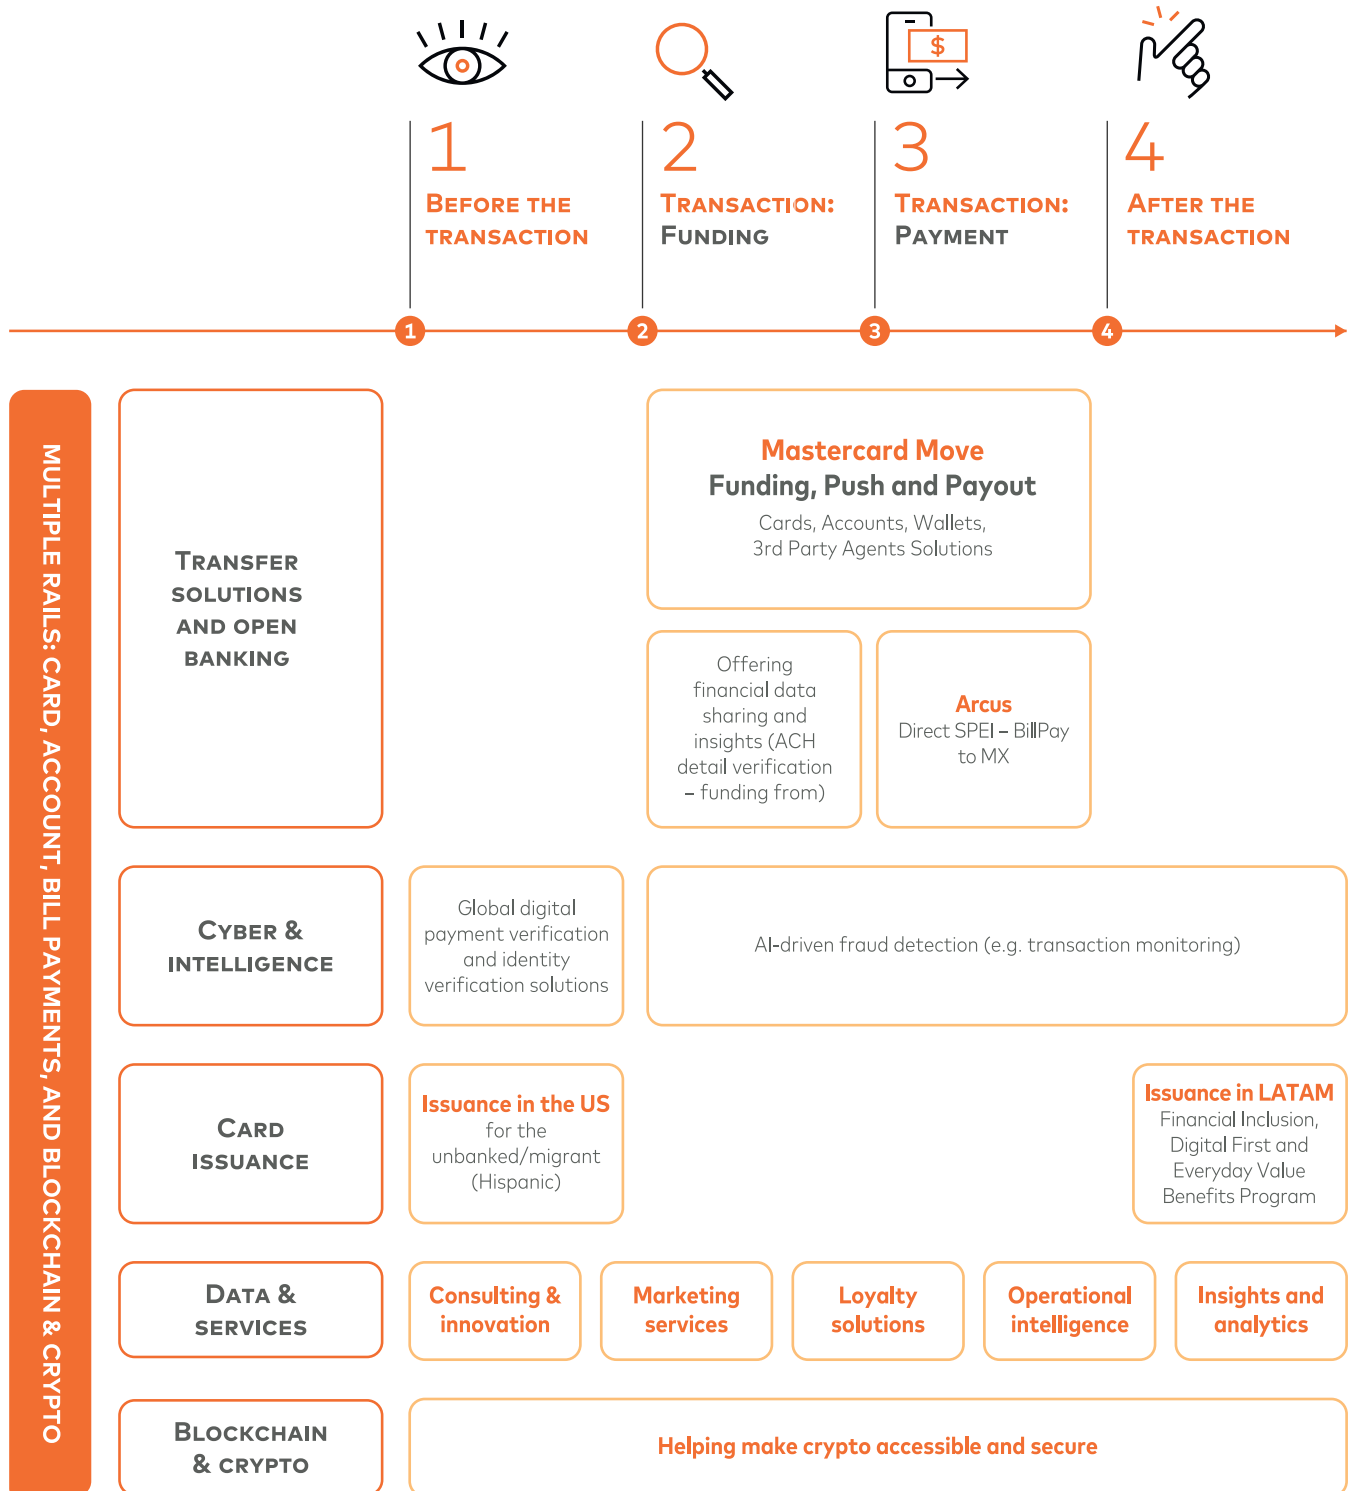 $
1
BEFORE THE
TRANSACTION
2
TRANSACTION:
FUNDING
3
TRANSACTION:
PAYMENT
4
AFTER THE
TRANSACTION
1
2
3
4
MULTIPLE RAILS: CARD, ACCOUNT, BILL PAYMENTS, AND BLOCKCHAIN & CRYPTO
TRANSFER
SOLUTIONS
AND OPEN
BANKING
Mastercard Move
Funding, Push and Payout
Cards, Accounts, Wallets,
3rd Party Agents Solutions
Offering
financial data
sharing and
insights (ACH
detail verification
– funding from)
Arcus
Direct SPEI – BillPay
to MX
CYBER &
INTELLIGENCE
Global digital
payment verification
and identity
verification solutions
AI-driven fraud detection (e.g. transaction monitoring)
CARD
ISSUANCE
Issuance in the US
for the
unbanked/migrant
(Hispanic)
Issuance in LATAM
Financial Inclusion,
Digital First and
Everyday Value
Benefits Program
DATA &
SERVICES
Consulting &
innovation
Marketing
services
Loyalty
solutions
Operational
intelligence
Insights and
analytics
BLOCKCHAIN
& CRYPTO
Helping make crypto accessible and secure